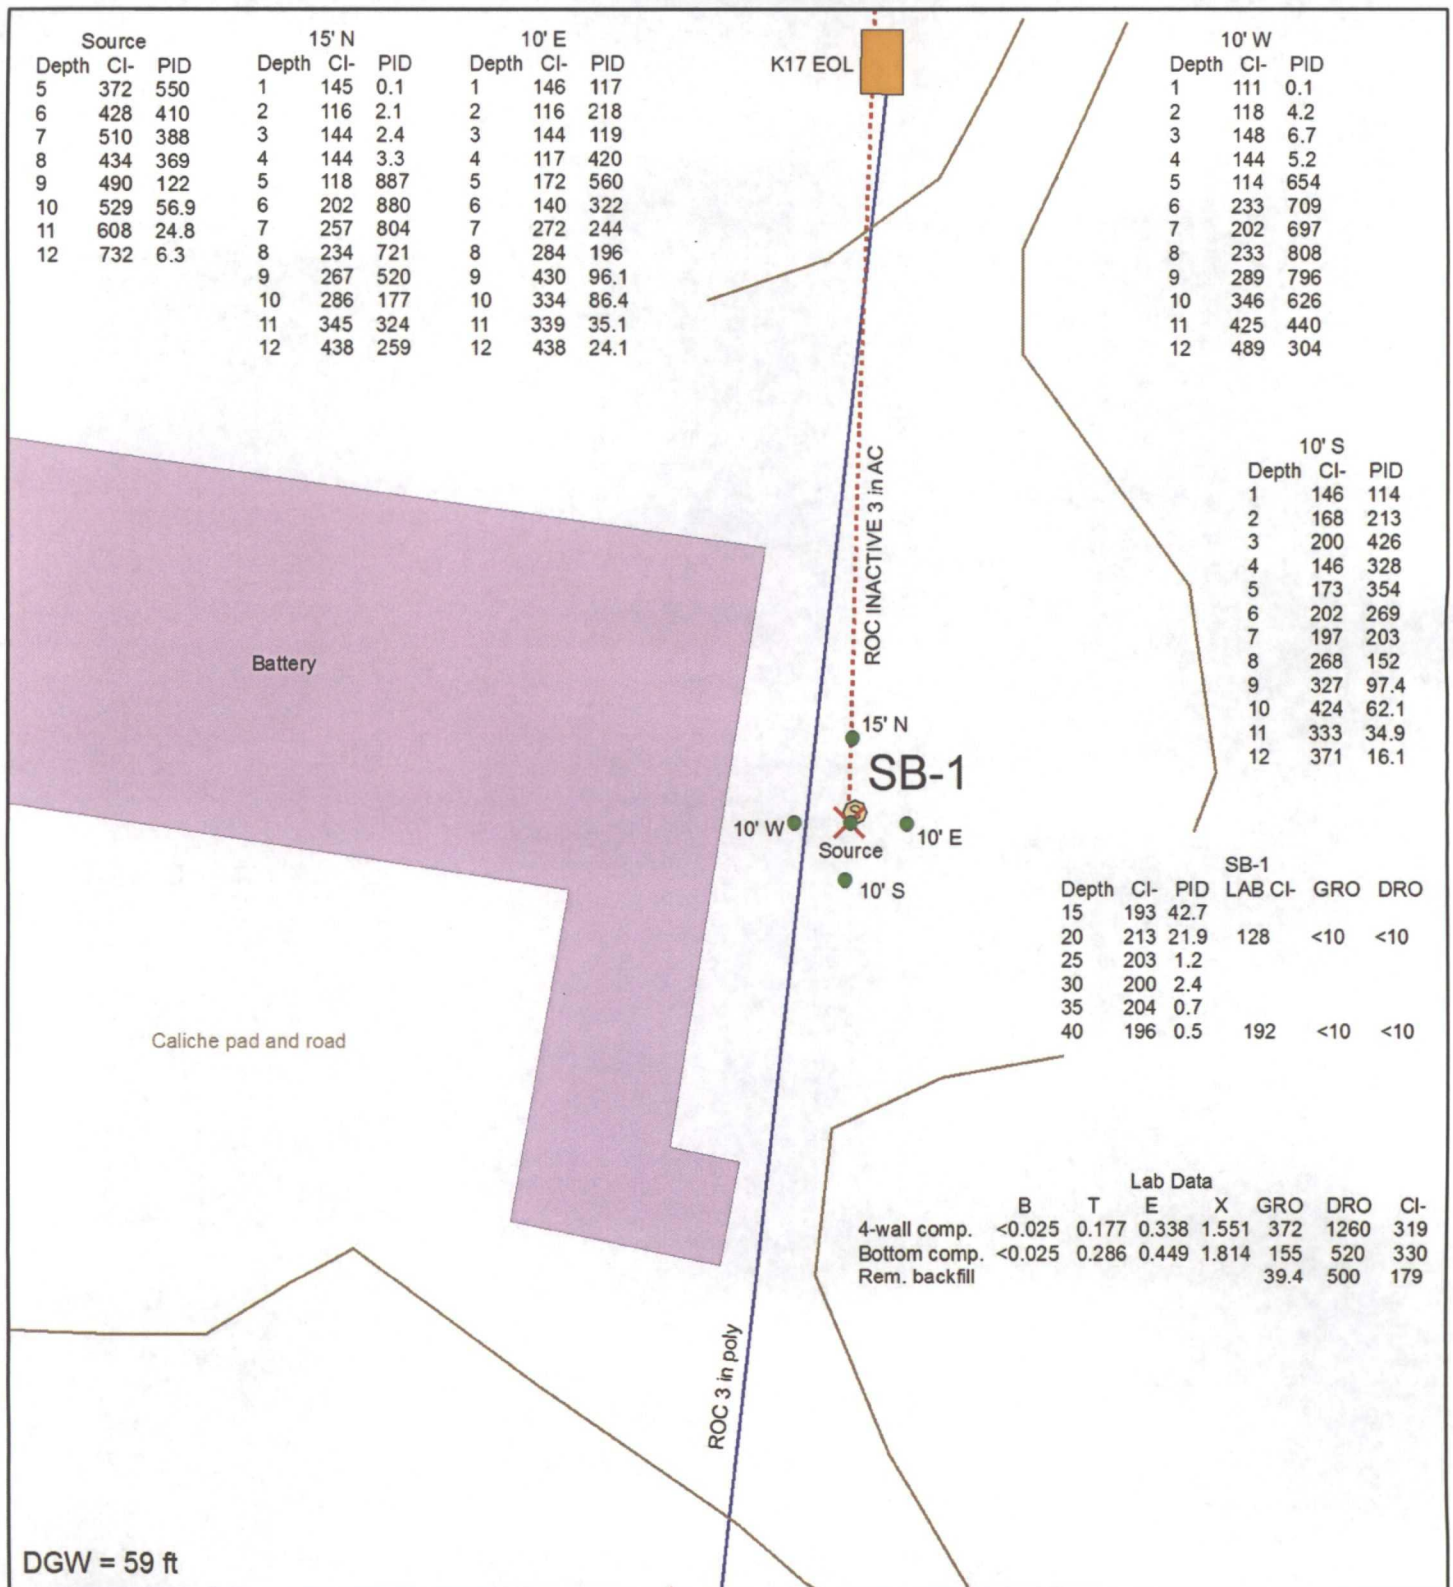 Source
Depth Cl- PID
5 372 550
6 428 410
7 510 388
8 434 369
9 490 122
10 529 56.9
11 608 24.8
12 732 6.3
15' N
Depth Cl- PID
1 145 0.1
2 116 2.1
3 144 2.4
4 144 3.3
5 118 887
6 202 880
7 257 804
8 234 721
9 267 520
10 286 177
11 345 324
12 438 259
10' E
Depth Cl- PID
1 146 117
2 116 218
3 144 119
4 117 420
5 172 560
6 140 322
7 272 244
8 284 196
9 430 96.1
10 334 86.4
11 339 35.1
12 438 24.1
K17 EOL
10' W
Depth Cl- PID
1 111 0.1
2 118 4.2
3 148 6.7
4 144 5.2
5 114 654
6 233 709
7 202 697
8 233 808
9 289 796
10 346 626
11 425 440
12 489 304
10' S
Depth Cl- PID
1 146 114
2 168 213
3 200 426
4 146 328
5 173 354
6 202 269
7 197 203
8 268 152
9 327 97.4
10 424 62.1
11 333 34.9
12 371 16.1
ROC INACTIVE 3 in AC
Battery
15' N
SB-1
S
10' W
10' E
Source
10' S
SB-1
Depth Cl- PID LAB Cl- GRO DRO
15 193 42.7
20 213 21.9 128 <10 <10
25 203 1.2
30 200 2.4
35 204 0.7
40 196 0.5 192 <10 <10
Caliche pad and road
Lab Data
B T E X GRO DRO Cl-
4-wall comp. <0.025 0.177 0.338 1.551 372 1260 319
Bottom comp. <0.025 0.286 0.449 1.814 155 520 330
Rem. backfill 39.4 500 179
ROC 3 in poly
DGW = 59 ft